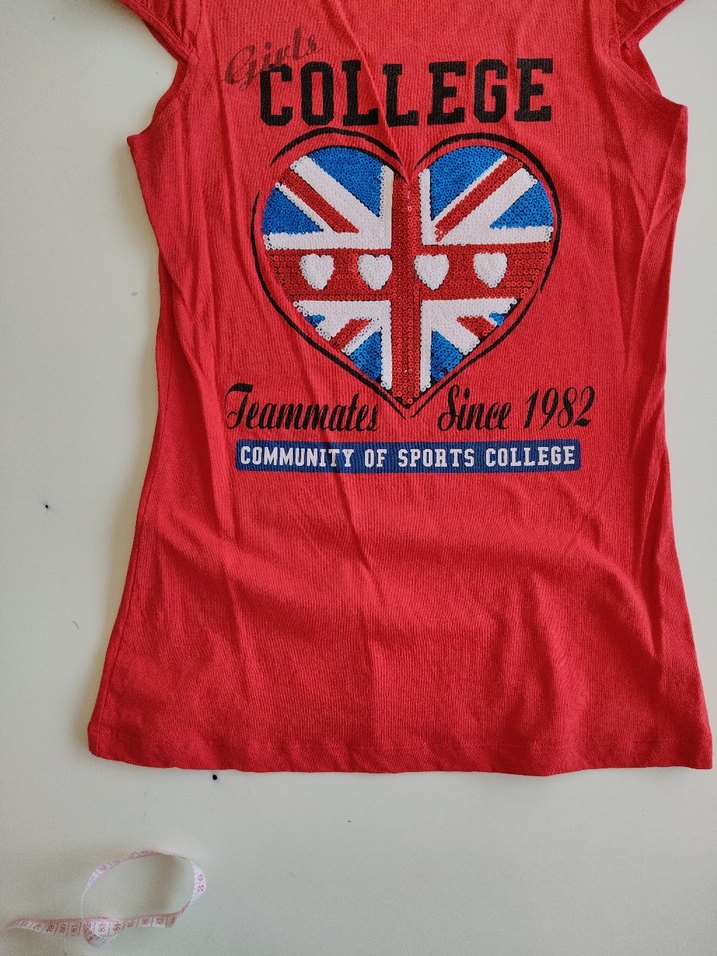 Girls
COLLEGE
Teammates Since 1982
COMMUNITY OF SPORTS COLLEGE